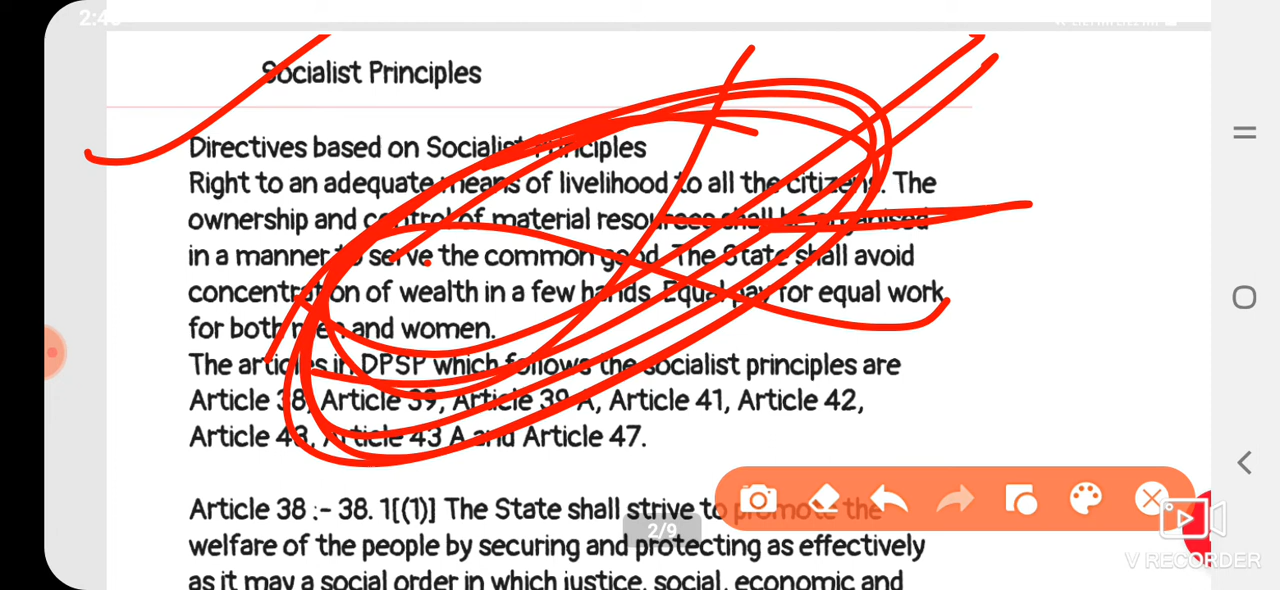 2:4
Socialist Principles
Directives based on Socialist Principles
Right to an adequate means of livelihood to all the citizens. The
ownership and control of material resources shall be organised
in a manner to serve the common good. The State shall avoid
concentration of wealth in a few hands. Equal pay for equal work
for both men and women.
The articles in DPSP which follows the socialist principles are
Article 38, Article 39, Article 39 A, Article 41, Article 42,
Article 43, Article 43 A and Article 47.
Article 38 :- 38. 1[(1)] The State shall strive to promote the
2/9
welfare of the people by securing and protecting as effectively
as it may a social order in which justice, social, economic and
V RECORDER